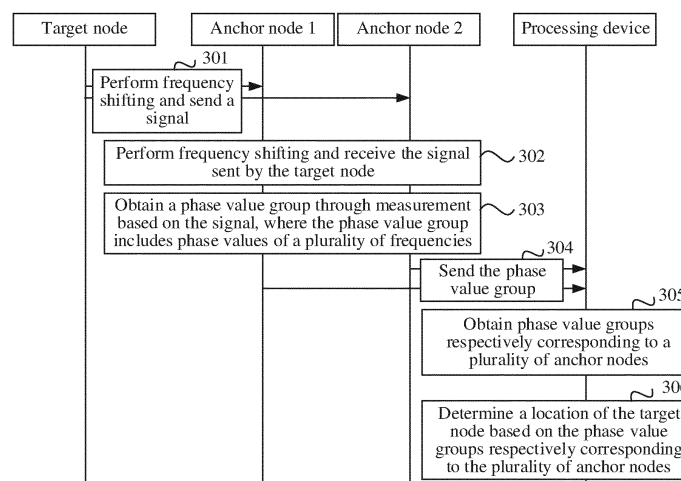 Target node
Anchor node 1
Anchor node 2
Processing device
301
Perform frequency
shifting and send a
signal
Perform frequency shifting and receive the signal
sent by the target node
302
Obtain a phase value group through measurement
based on the signal, where the phase value group
includes phase values of a plurality of frequencies
303
304
Send the phase
value group
305
Obtain phase value groups
respectively corresponding to a
plurality of anchor nodes
Determine a location of the target
node based on the phase value
groups respectively corresponding
to the plurality of anchor nodes